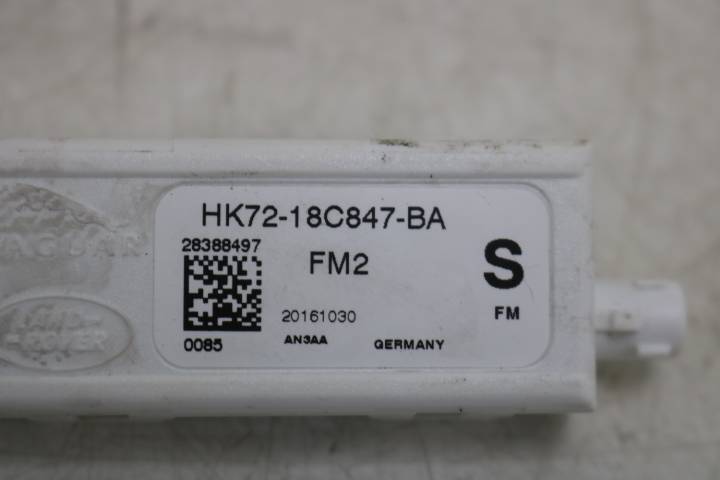 HK72-18C847-BA
28388497
FM2
S
FM
20161030
0085
AN3AA
GERMANY
JAGUAR
LAND
ROVER